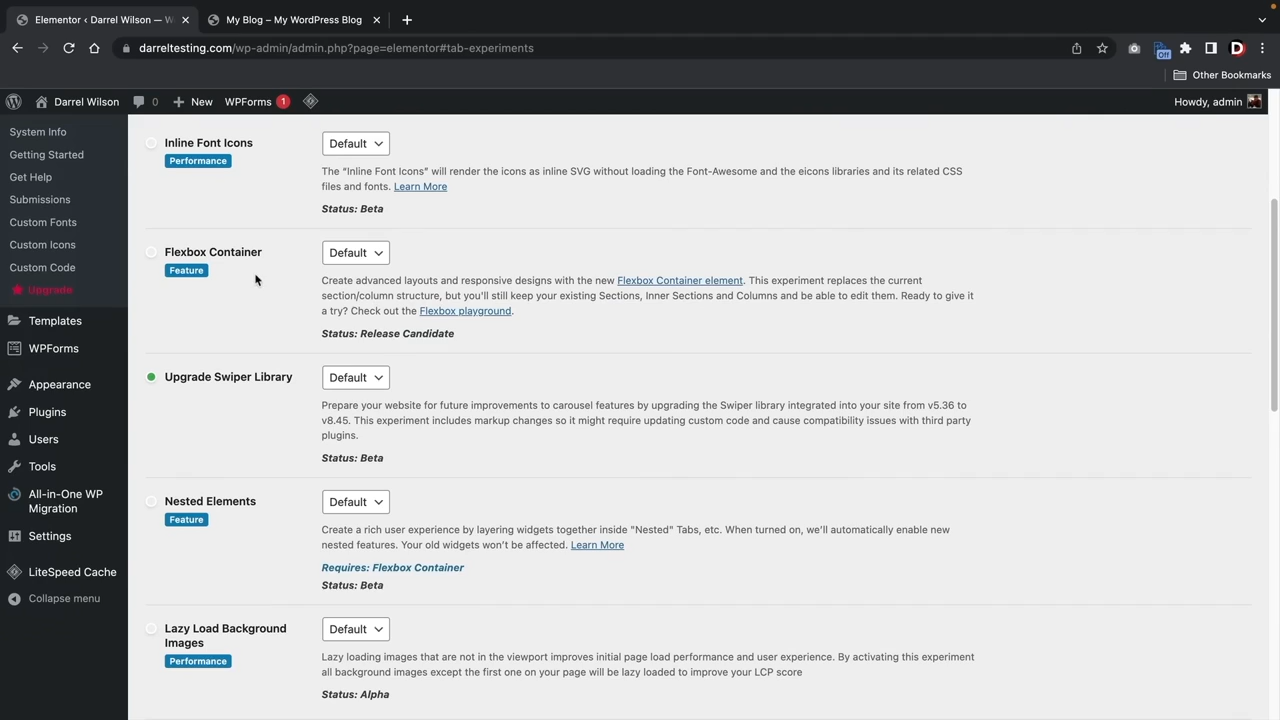 Elementor ‹ Darrel Wilson — W
My Blog – My WordPress Blog
darreltesting.com/wp-admin/admin.php?page=elementor#tab-experiments
Off
D
Other Bookmarks
Darrel Wilson
0
New
WPForms 1
Howdy, admin
System Info
Getting Started
Get Help
Submissions
Custom Fonts
Custom Icons
Custom Code
Upgrade
Templates
WPForms
Appearance
Plugins
Users
Tools
All-in-One WP
Migration
Settings
LiteSpeed Cache
Collapse menu
Inline Font Icons
Performance
Default
The “Inline Font Icons” will render the icons as inline SVG without loading the Font-Awesome and the eicons libraries and its related CSS
files and fonts. Learn More
Status: Beta
Flexbox Container
Feature
Default
Create advanced layouts and responsive designs with the new Flexbox Container element. This experiment replaces the current
section/column structure, but you'll still keep your existing Sections, Inner Sections and Columns and be able to edit them. Ready to give it
a try? Check out the Flexbox playground.
Status: Release Candidate
Upgrade Swiper Library
Default
Prepare your website for future improvements to carousel features by upgrading the Swiper library integrated into your site from v5.36 to
v8.45. This experiment includes markup changes so it might require updating custom code and cause compatibility issues with third party
plugins.
Status: Beta
Nested Elements
Feature
Default
Create a rich user experience by layering widgets together inside "Nested" Tabs, etc. When turned on, we'll automatically enable new
nested features. Your old widgets won't be affected. Learn More
Requires: Flexbox Container
Status: Beta
Lazy Load Background
Images
Performance
Default
Lazy loading images that are not in the viewport improves initial page load performance and user experience. By activating this experiment
all background images except the first one on your page will be lazy loaded to improve your LCP score
Status: Alpha